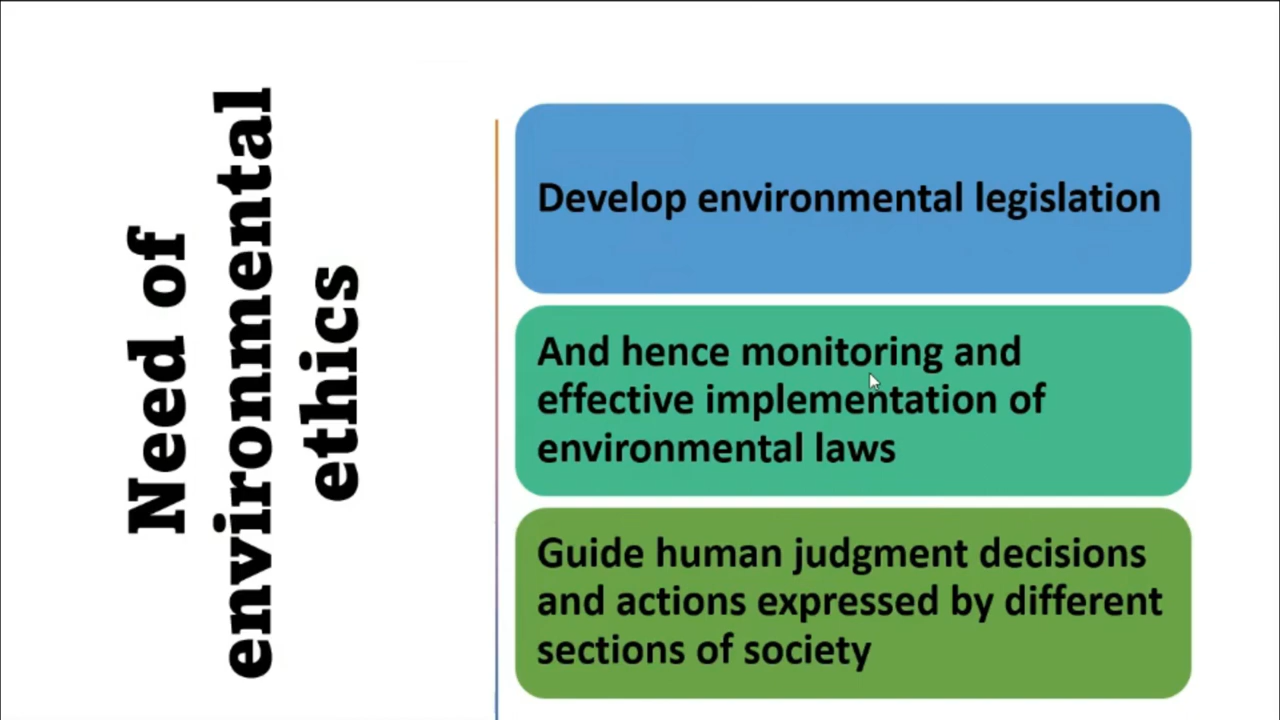 Need of
environmental
ethics
Develop environmental legislation
And hence monitoring and
effective implementation of
environmental laws
Guide human judgment decisions
and actions expressed by different
sections of society